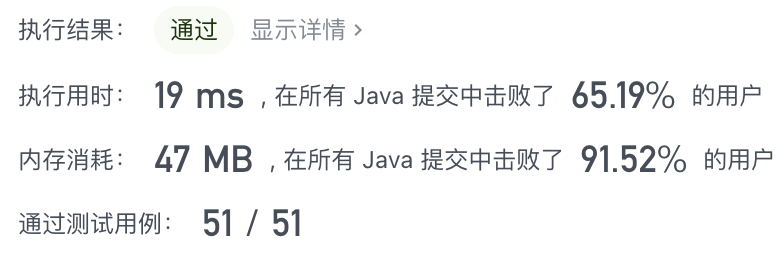 执行结果： 通过 显示详情 >
执行用时： 19 ms , 在所有 Java 提交中击败了 65.19% 的用户
内存消耗： 47 MB , 在所有 Java 提交中击败了 91.52% 的用户
通过测试用例： 51 / 51